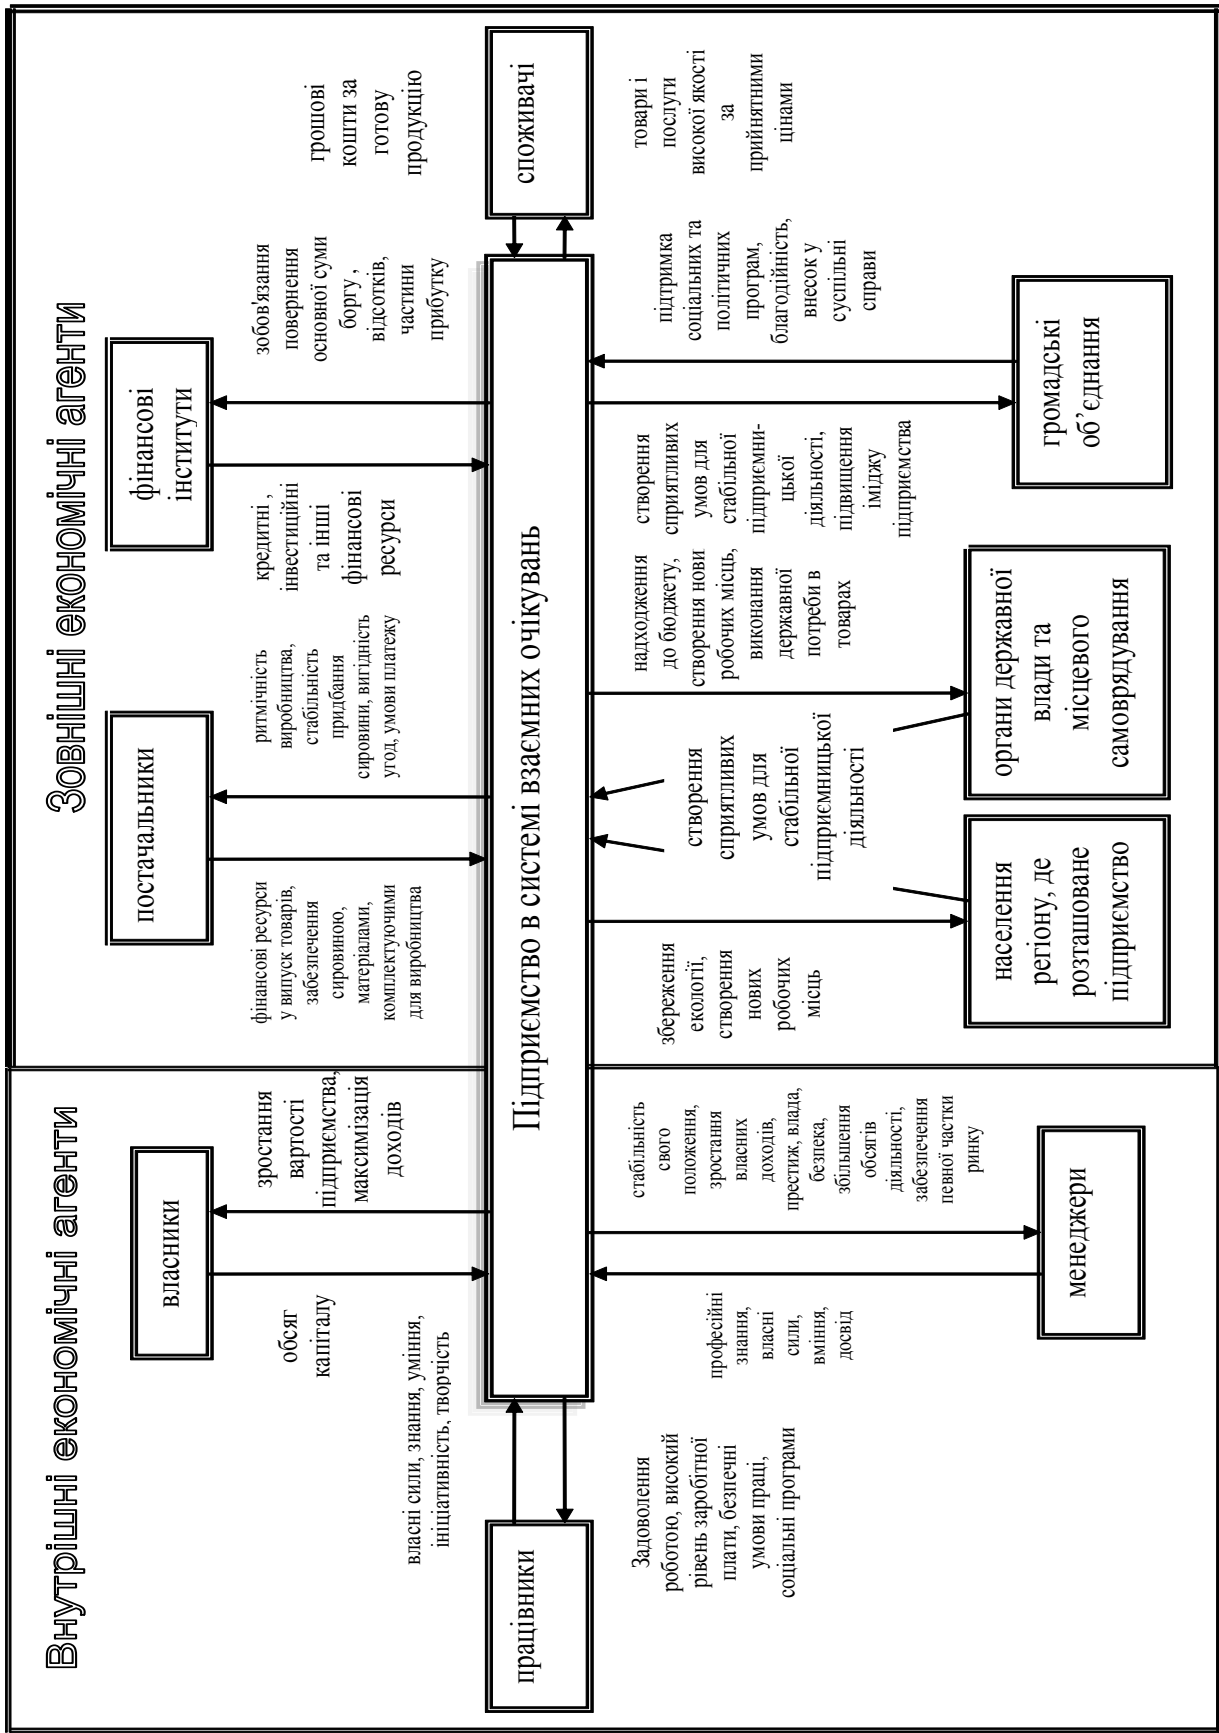 Внутрішні економічні агенти
Зовнішні економічні агенти
власники
обсяг
капіталу
зростання
вартості
підприємства,
максимізація
доходів
власні сили, знання, уміння,
ініціативність, творчість
працівники
Задоволення
роботою, високий
рівень заробітної
плати, безпечні
умови праці,
соціальні програми
професійні
знання,
власні
сили,
вміння,
досвід
стабільність
свого
положення,
зростання
власних
доходів,
престиж, влада,
безпека,
збільшення
обсягів
діяльності,
забезпечення
певної частки
ринку
менеджери
Підприємство в системі взаємних очікувань
постачальники
фінансові ресурси
у випуск товарів,
забезпечення
сировиною,
матеріалами,
комплектуючими
для виробництва
ритмічність
виробництва,
стабільність
придбання
сировини, вигідність
угод, умови платежу
фінансові
інститути
кредитні ,
інвестиційні
та інші
фінансові
ресурси
зобов'язання
повернення
основної суми
боргу ,
відсотків,
частини
прибутку
грошові
кошти за
готову
продукцію
споживачі
товари і
послуги
високої якості
за
прийнятними
цінами
збереження
екології,
створення
нових
робочих
місць
населення
регіону, де
розташоване
підприємство
створення
сприятливих
умов для
стабільної
підприємницької
діяльності
надходження
до бюджету,
створення нови
робочих місць,
виконання
державної
потреби в
товарах
органи державної
влади та
місцевого
самоврядування
створення
сприятливих
умов для
стабільної
підприємни-
цької
діяльності,
підвищення
іміджу
підприємства
підтримка
соціальних та
політичних
програм,
благодійність,
внесок у
суспільні
справи
громадські
об’єднання